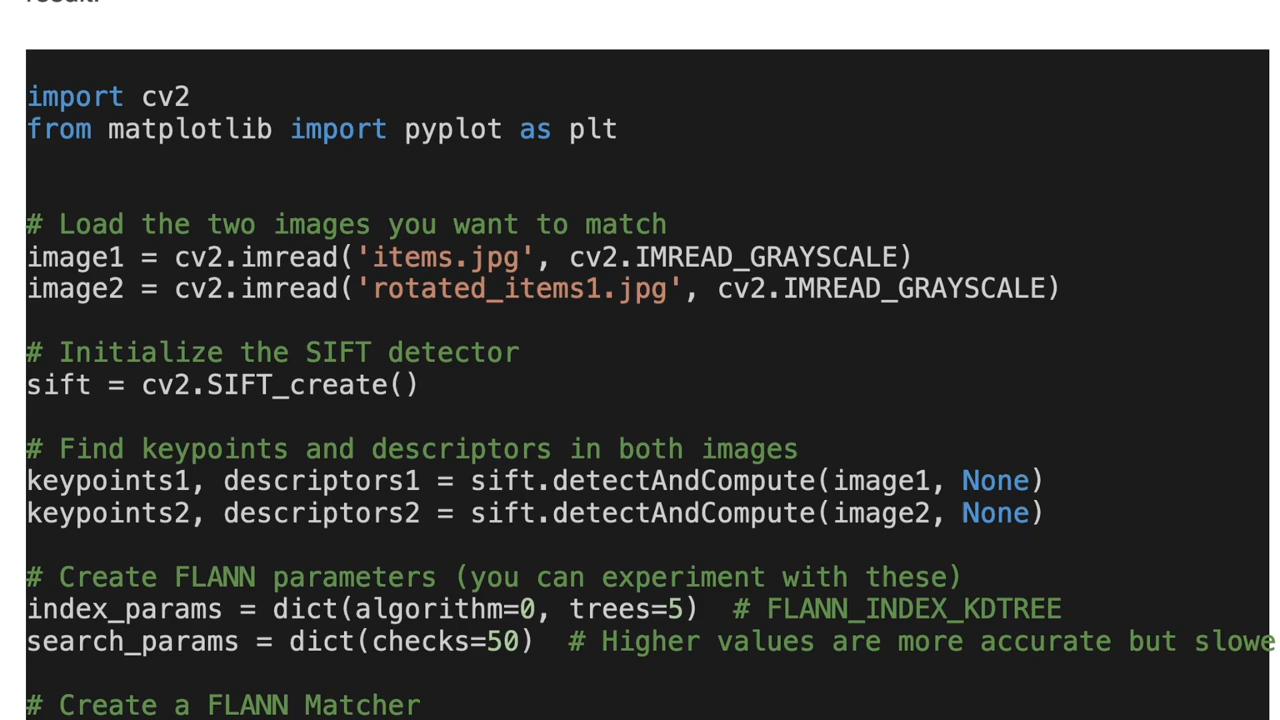 result.
import cv2
from matplotlib import pyplot as plt
# Load the two images you want to match
image1 = cv2.imread('items.jpg', cv2.IMREAD_GRAYSCALE)
image2 = cv2.imread('rotated_items1.jpg', cv2.IMREAD_GRAYSCALE)
# Initialize the SIFT detector
sift = cv2.SIFT_create()
# Find keypoints and descriptors in both images
keypoints1, descriptors1 = sift.detectAndCompute(image1, None)
keypoints2, descriptors2 = sift.detectAndCompute(image2, None)
# Create FLANN parameters (you can experiment with these)
index_params = dict(algorithm=0, trees=5)  # FLANN_INDEX_KDTREE
search_params = dict(checks=50)  # Higher values are more accurate but slowe
# Create a FLANN Matcher